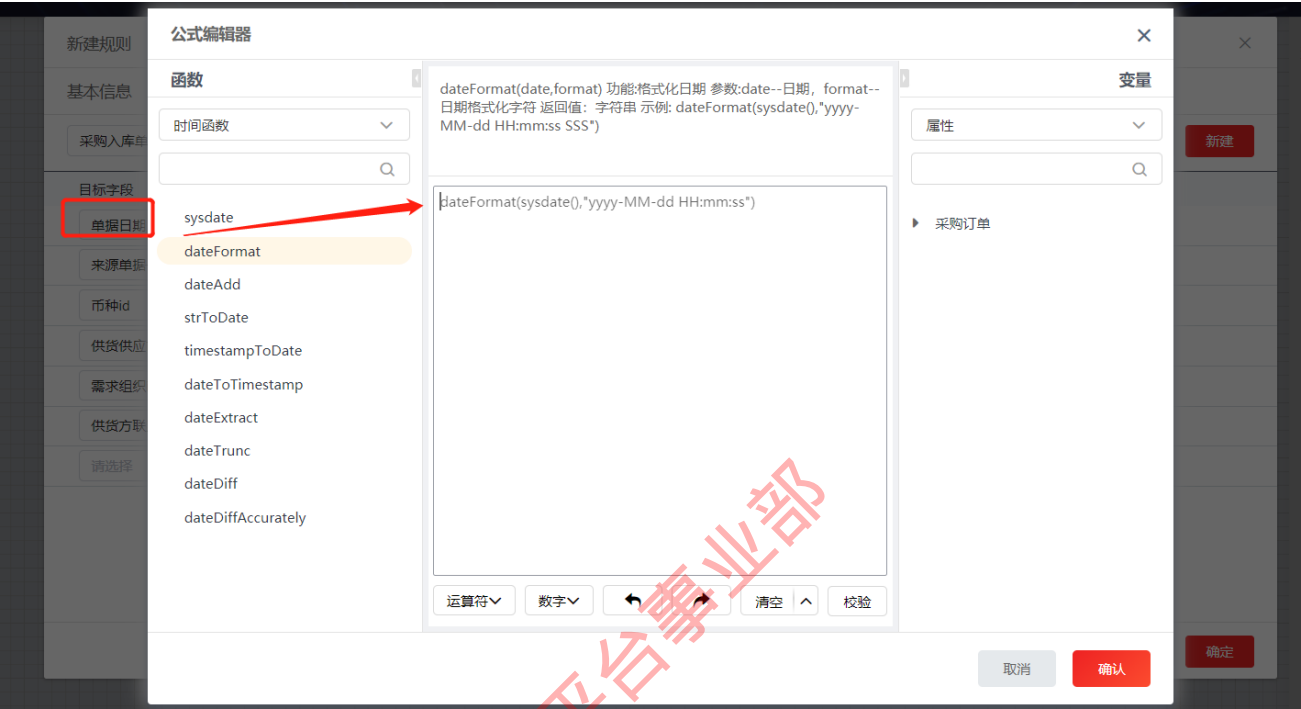 公式编辑器
新建规则
函数
变量
基本信息
dateFormat(date,format) 功能:格式化日期 参数:date--日期，format--
日期格式化字符 返回值：字符串 示例: dateFormat(sysdate(),"yyyy-
MM-dd HH:mm:ss SSS")
时间函数
属性
采购入库单
新建
目标字段
dateFormat(sysdate(),"yyyy-MM-dd HH:mm:ss")
单据日期
sysdate
采购订单
dateFormat
来源单据
dateAdd
币种id
strToDate
供货供应
timestampToDate
需求组织
dateToTimestamp
供货方联
dateExtract
dateTrunc
请选择
dateDiff
dateDiffAccurately
运算符
数字
清空
校验
确定
取消
确认
平台事业部